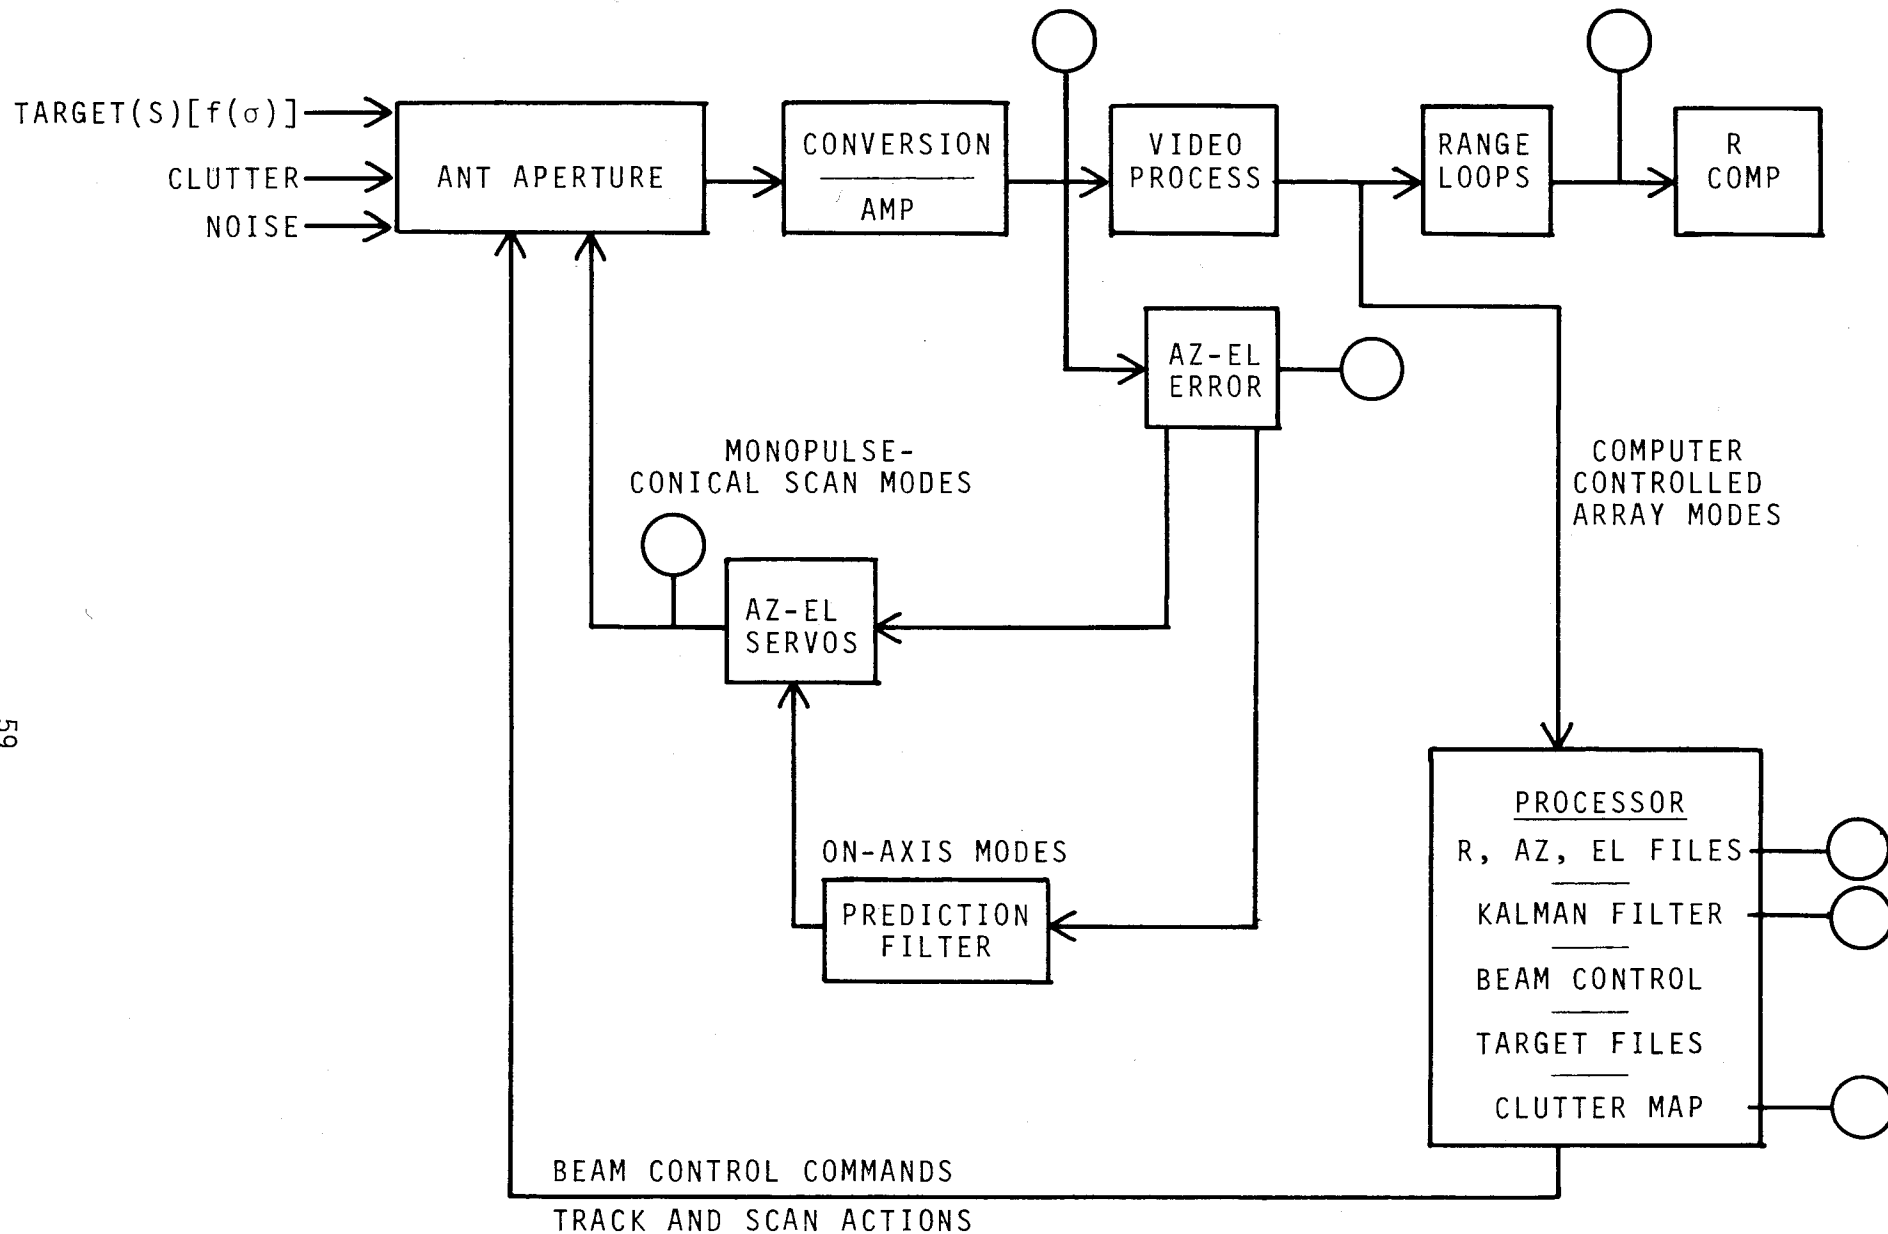 TARGET(S)[f(σ)]
CLUTTER
NOISE
ANT APERTURE
CONVERSION
AMP
VIDEO
PROCESS
RANGE
LOOPS
R
COMP
AZ-EL
ERROR
MONOPULSE-
CONICAL SCAN MODES
COMPUTER
CONTROLLED
ARRAY MODES
AZ-EL
SERVOS
ON-AXIS MODES
PREDICTION
FILTER
PROCESSOR
R, AZ, EL FILES
KALMAN FILTER
BEAM CONTROL
TARGET FILES
CLUTTER MAP
BEAM CONTROL COMMANDS
TRACK AND SCAN ACTIONS
59